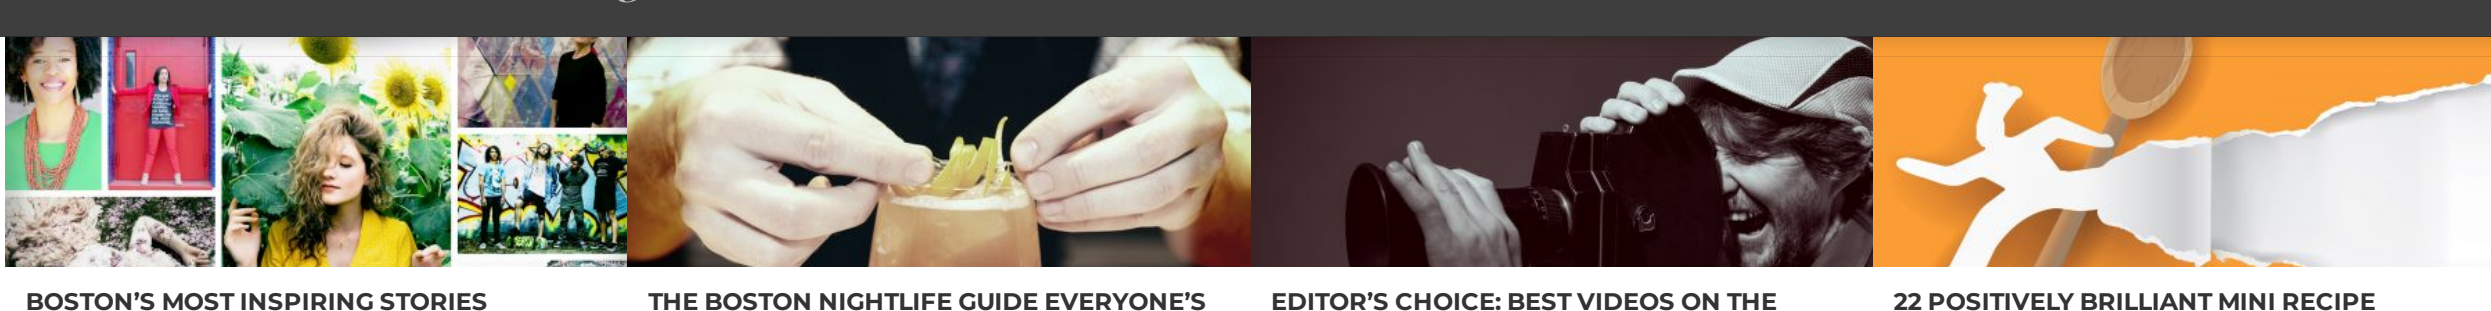 BOSTON'S MOST INSPIRING STORIES
THE BOSTON NIGHTLIFE GUIDE EVERYONE'S
EDITOR'S CHOICE: BEST VIDEOS ON THE
22 POSITIVELY BRILLIANT MINI RECIPE